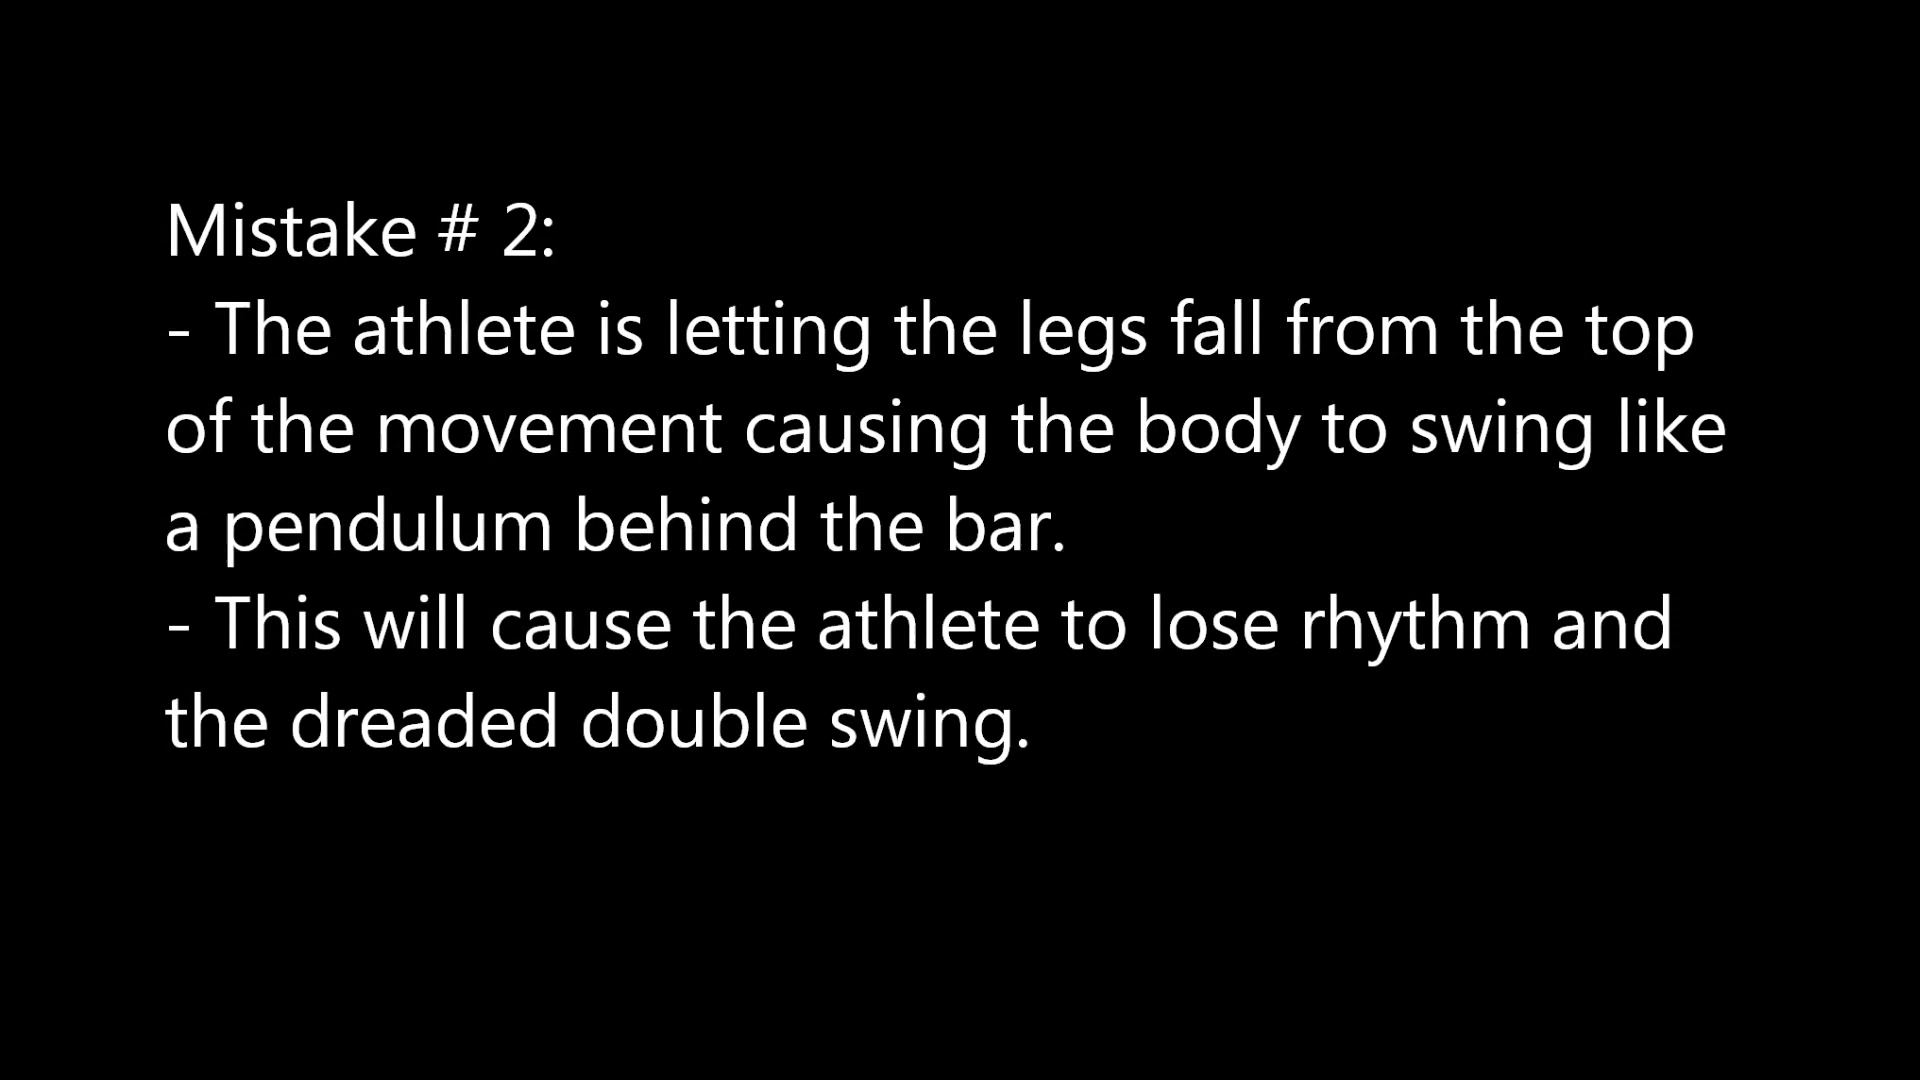 Mistake # 2:
- The athlete is letting the legs fall from the top
of the movement causing the body to swing like
a pendulum behind the bar.
- This will cause the athlete to lose rhythm and
the dreaded double swing.